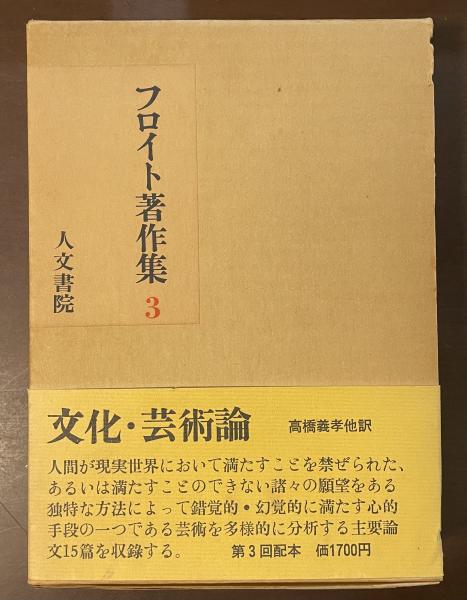 フロイト著作集 3
人文書院
文化・芸術論 高橋義孝他訳
人間が現実世界において満たすことを禁ぜられた、
あるいは満たすことのできない諸々の願望をある
独特な方法によって錯覚的・幻覚的に満たす心的
手段の一つである芸術を多様的に分析する主要論
文15篇を収録する。 第3回配本 価1700円